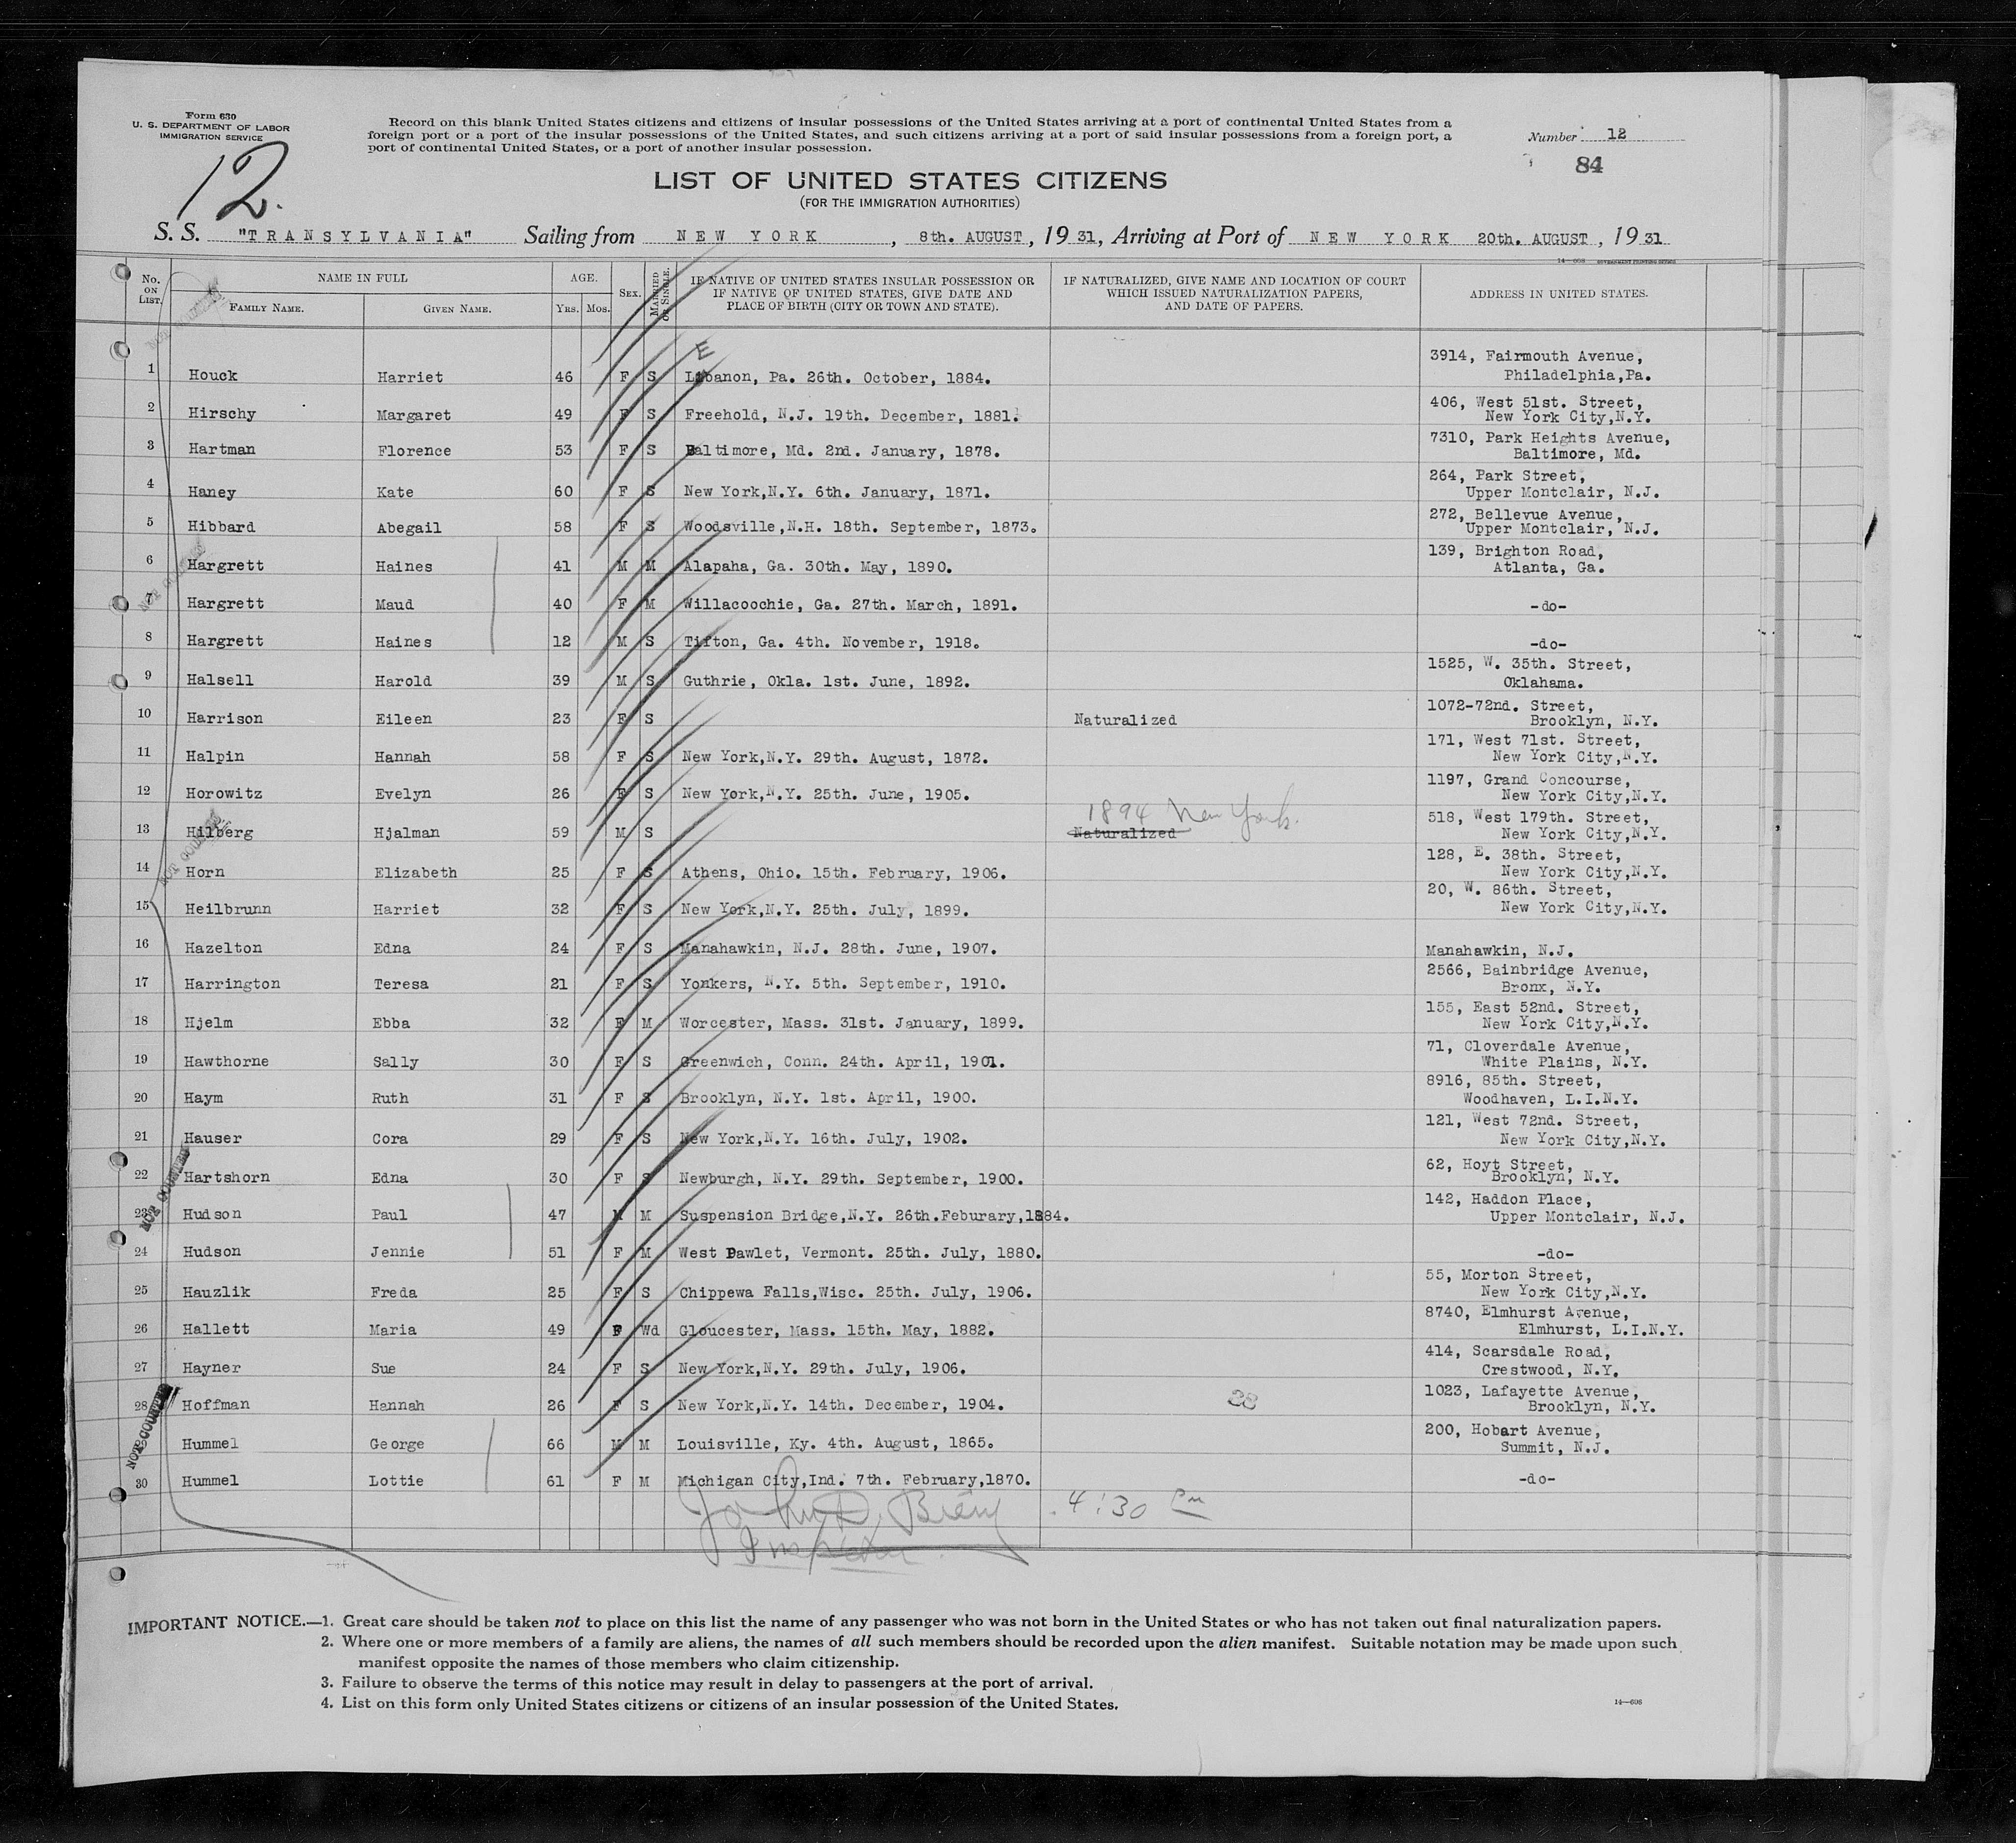 Form 630
U. S. DEPARTMENT OF LABOR
IMMIGRATION SERVICE
Record on this blank United States citizens and citizens of insular possessions of the United States arriving at a port of continental United States from a
foreign port or a port of the insular possessions of the United States, and such citizens arriving at a port of said insular possessions from a foreign port, a
port of continental United States, or a port of another insular possession.
Number 12
84
12.
LIST OF UNITED STATES CITIZENS
(FOR THE IMMIGRATION AUTHORITIES)
S. S. "TRANSYLVANIA" Sailing from NEW YORK, 8th. AUGUST, 1931, Arriving at Port of NEW YORK 20th. AUGUST, 1931
14—608 GOVERNMENT PRINTING OFFICE
No. ON LIST. NAME IN FULL AGE. SEX. MARRIED OR SINGLE. IF NATIVE OF UNITED STATES INSULAR POSSESSION OR IF NATIVE OF UNITED STATES, GIVE DATE AND PLACE OF BIRTH (CITY OR TOWN AND STATE). IF NATURALIZED, GIVE NAME AND LOCATION OF COURT WHICH ISSUED NATURALIZATION PAPERS, AND DATE OF PAPERS. ADDRESS IN UNITED STATES.
FAMILY NAME. GIVEN NAME. Yrs. Mos.
E
1 Houck Harriet 46 F S Libanon, Pa. 26th. October, 1884. 3914, Fairmouth Avenue, Philadelphia,Pa.
2 Hirschy Margaret 49 F S Freehold, N.J. 19th. December, 1881. 406, West 51st. Street, New York City,N.Y.
3 Hartman Florence 53 F S Baltimore, Md. 2nd. January, 1878. 7310, Park Heights Avenue, Baltimore, Md.
4 Haney Kate 60 F S New York,N.Y. 6th. January, 1871. 264, Park Street, Upper Montclair, N.J.
5 Hibbard Abegail 58 F S Woodsville,N.H. 18th. September, 1873. 272, Bellevue Avenue, Upper Montclair, N.J.
6 Hargrett Haines 41 M M Alapaha, Ga. 30th. May, 1890. 139, Brighton Road, Atlanta, Ga.
7 Hargrett Maud 40 F M Willacoochie, Ga. 27th. March, 1891. -do-
8 Hargrett Haines 12 M S Tifton, Ga. 4th. November, 1918. -do-
9 Halsell Harold 39 M S Guthrie, Okla. 1st. June, 1892. 1525, W. 35th. Street, Oklahama.
10 Harrison Eileen 23 F S Naturalized 1072-72nd. Street, Brooklyn, N.Y.
11 Halpin Hannah 58 F S New York,N.Y. 29th. August, 1872. 171, West 71st. Street, New York City,N.Y.
12 Horowitz Evelyn 26 F S New York,N.Y. 25th. June, 1905. 1197, Grand Concourse, New York City,N.Y.
1894 New York.
13 Hilberg Hjalman 59 M S Naturalized 518, West 179th. Street, New York City,N.Y.
14 Horn Elizabeth 25 F S Athens, Ohio. 15th. February, 1906. 128, E. 38th. Street, New York City,N.Y.
15 Heilbrunn Harriet 32 F S New York,N.Y. 25th. July, 1899. 20, W. 86th. Street, New York City,N.Y.
16 Hazelton Edna 24 F S Manahawkin, N.J. 28th. June, 1907. Manahawkin, N.J.
17 Harrington Teresa 21 F S Yonkers, N.Y. 5th. September, 1910. 2566, Bainbridge Avenue, Bronx, N.Y.
18 Hjelm Ebba 32 F M Worcester, Mass. 31st. January, 1899. 155, East 52nd. Street, New York City,N.Y.
19 Hawthorne Sally 30 F S Greenwich, Conn. 24th. April, 1901. 71, Cloverdale Avenue, White Plains, N.Y.
20 Haym Ruth 31 F S Brooklyn, N.Y. 1st. April, 1900. 8916, 85th. Street, Woodhaven, L.I.N.Y.
21 Hauser Cora 29 F S New York,N.Y. 16th. July, 1902. 121, West 72nd. Street, New York City,N.Y.
22 Hartshorn Edna 30 F S Newburgh, N.Y. 29th. September, 1900. 62, Hoyt Street, Brooklyn, N.Y.
23 Hudson Paul 47 M M Suspension Bridge,N.Y. 26th.Feburary,1884. 142, Haddon Place, Upper Montclair, N.J.
24 Hudson Jennie 51 F M West Pawlet, Vermont. 25th. July, 1880. -do-
25 Hauzlik Freda 25 F S Chippewa Falls,Wisc. 25th. July, 1906. 55, Morton Street, New York City,N.Y.
26 Hallett Maria 49 F Wd Gloucester, Mass. 15th. May, 1882. 8740, Elmhurst Avenue, Elmhurst, L.I.N.Y.
27 Hayner Sue 24 F S New York,N.Y. 29th. July, 1906. 414, Scarsdale Road, Crestwood, N.Y.
28 Hoffman Hannah 26 F S New York,N.Y. 14th. December, 1904. 28 1023, Lafayette Avenue, Brooklyn, N.Y.
29 Hummel George 66 M M Louisville, Ky. 4th. August, 1865. 200, Hobart Avenue, Summit, N.J.
30 Hummel Lottie 61 F M Michigan City,Ind. 7th. February,1870. -do-
NOT COUNTED
NOT COUNTED
NOT COUNTED
NOT COUNTED
NOT COUNTED
John D. 4:30 Pm
Inspector
IMPORTANT NOTICE.—1. Great care should be taken not to place on this list the name of any passenger who was not born in the United States or who has not taken out final naturalization papers.
2. Where one or more members of a family are aliens, the names of all such members should be recorded upon the alien manifest. Suitable notation may be made upon such
manifest opposite the names of those members who claim citizenship.
3. Failure to observe the terms of this notice may result in delay to passengers at the port of arrival.
4. List on this form only United States citizens or citizens of an insular possession of the United States.
14—608